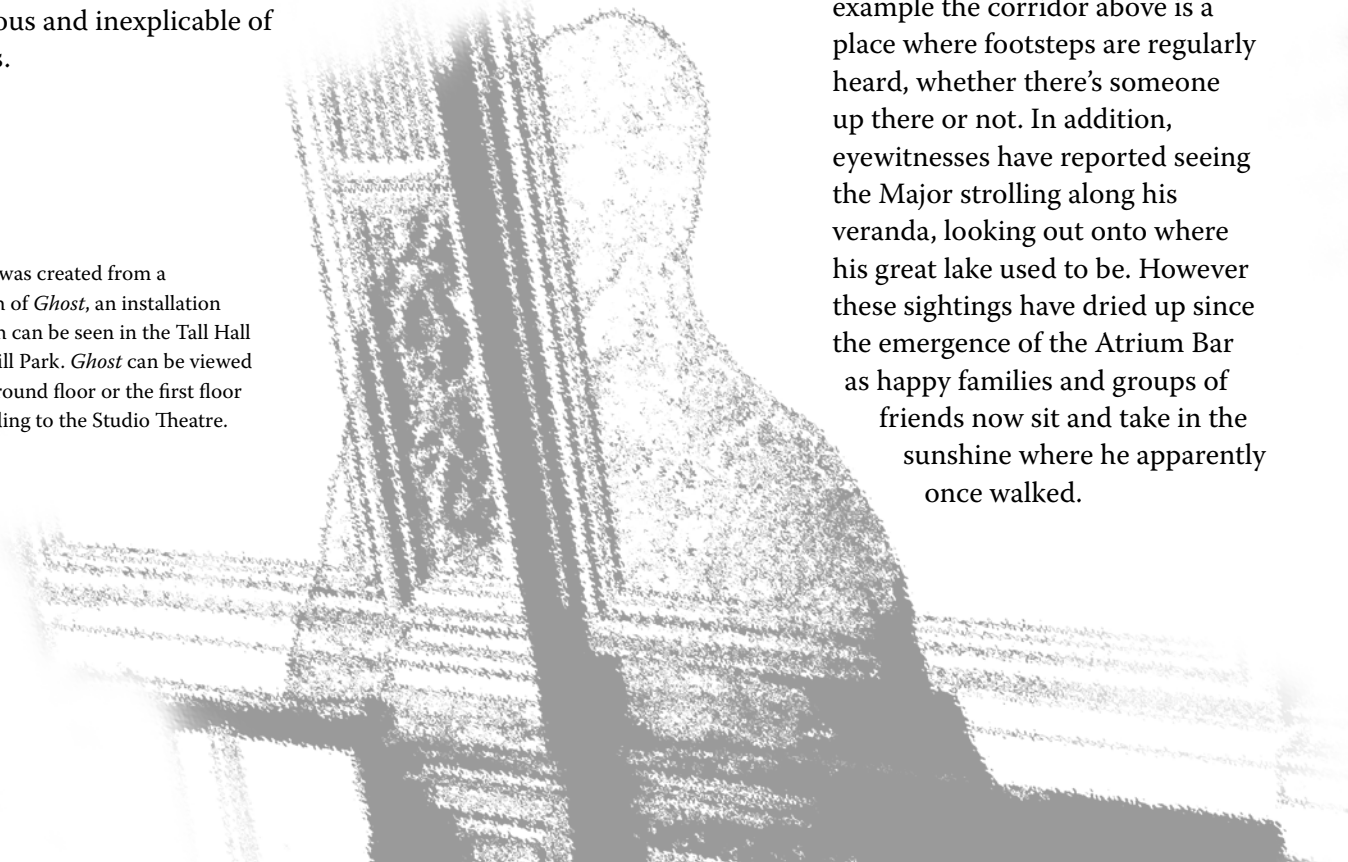 ous and inexplicable of
s.
was created from a
n of Ghost, an installation
n can be seen in the Tall Hall
ill Park. Ghost can be viewed
round floor or the first floor
ling to the Studio Theatre.
example the corridor above is a
place where footsteps are regularly
heard, whether there’s someone
up there or not. In addition,
eyewitnesses have reported seeing
the Major strolling along his
veranda, looking out onto where
his great lake used to be. However
these sightings have dried up since
the emergence of the Atrium Bar
as happy families and groups of
friends now sit and take in the
sunshine where he apparently
once walked.